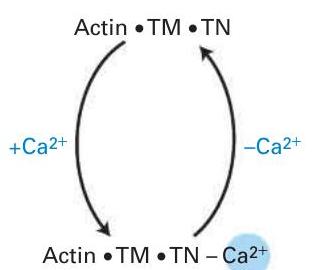 Actin • TM • TN
+Ca²⁺
–Ca²⁺
Actin • TM • TN – Ca²⁺